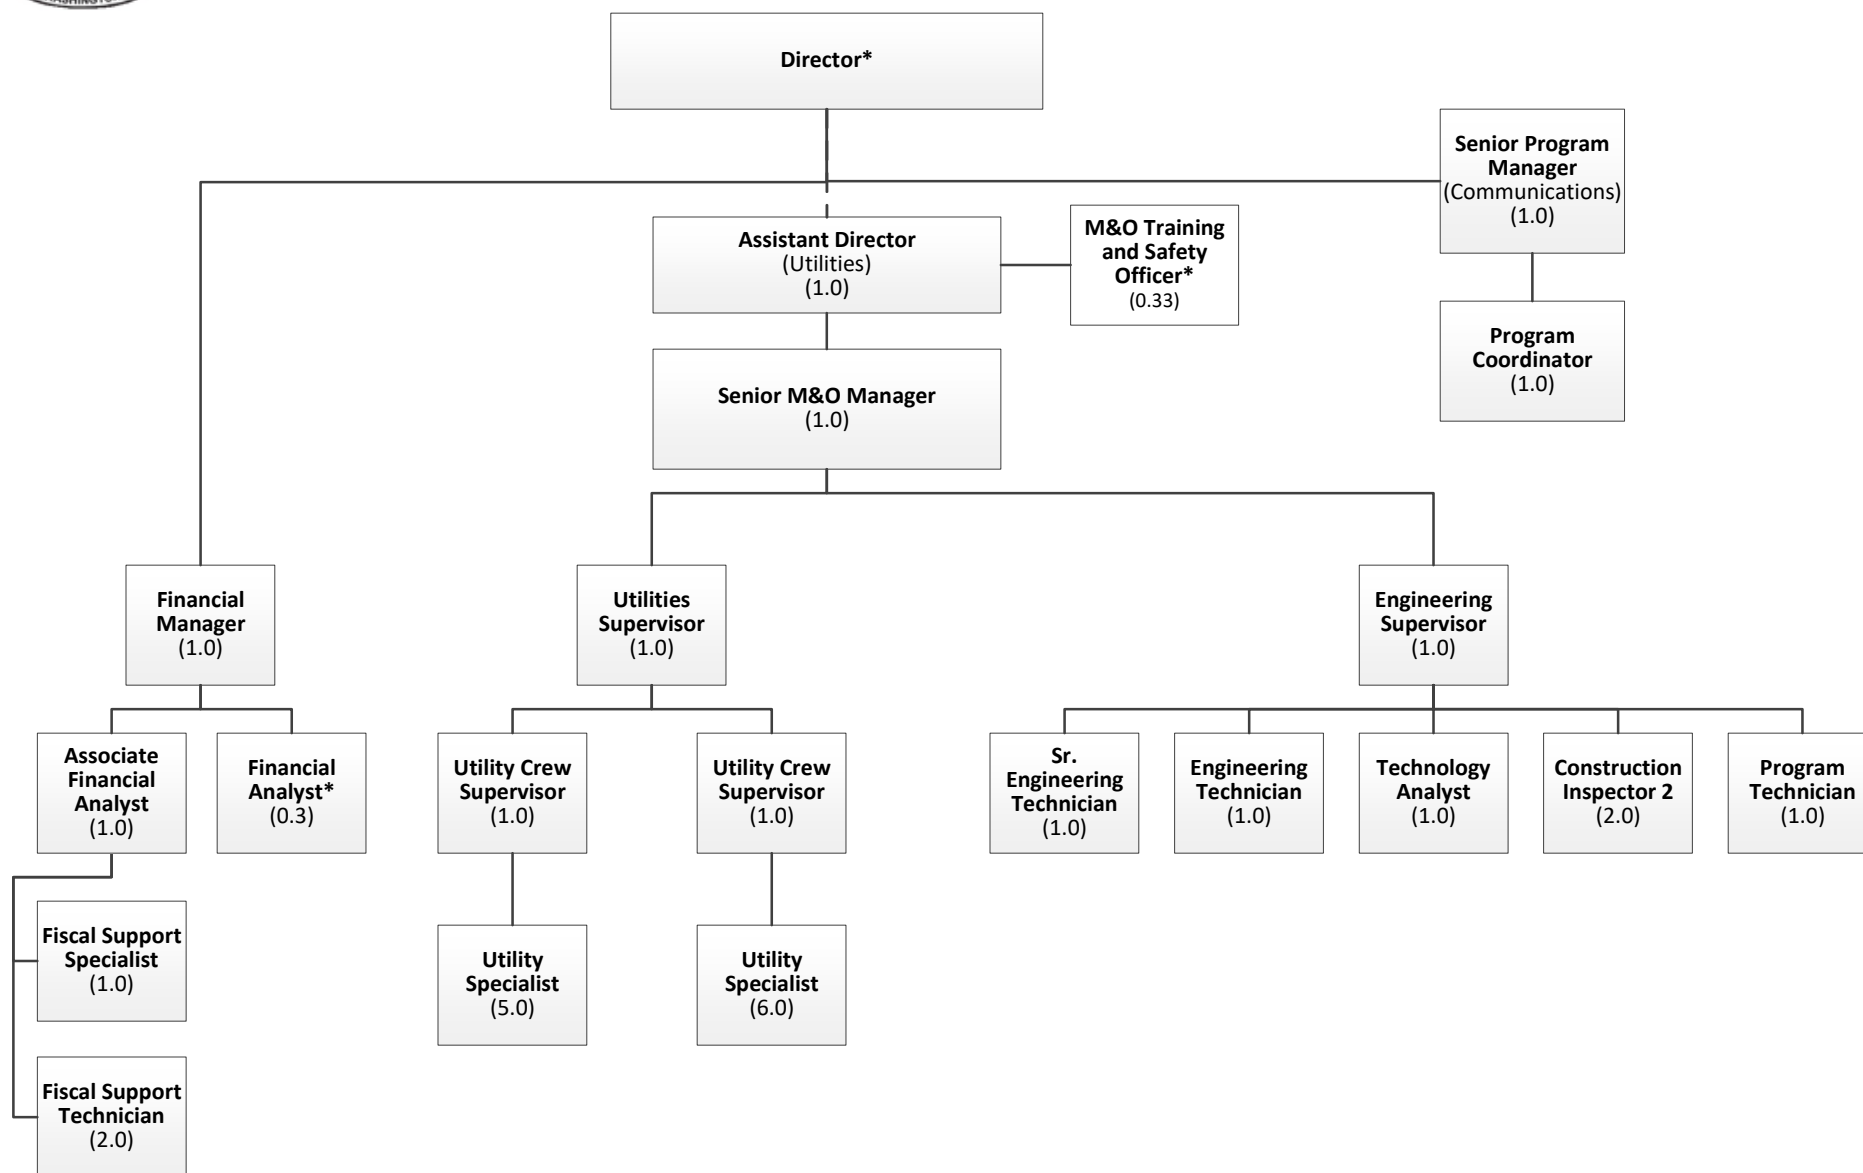 WASHINGTON
Director*
Senior Program
Manager
(Communications)
(1.0)
Assistant Director
(Utilities)
(1.0)
M&O Training
and Safety
Officer*
(0.33)
Program
Coordinator
(1.0)
Senior M&O Manager
(1.0)
Financial
Manager
(1.0)
Utilities
Supervisor
(1.0)
Engineering
Supervisor
(1.0)
Associate
Financial
Analyst
(1.0)
Financial
Analyst*
(0.3)
Utility Crew
Supervisor
(1.0)
Utility Crew
Supervisor
(1.0)
Sr.
Engineering
Technician
(1.0)
Engineering
Technician
(1.0)
Technology
Analyst
(1.0)
Construction
Inspector 2
(2.0)
Program
Technician
(1.0)
Fiscal Support
Specialist
(1.0)
Utility
Specialist
(5.0)
Utility
Specialist
(6.0)
Fiscal Support
Technician
(2.0)